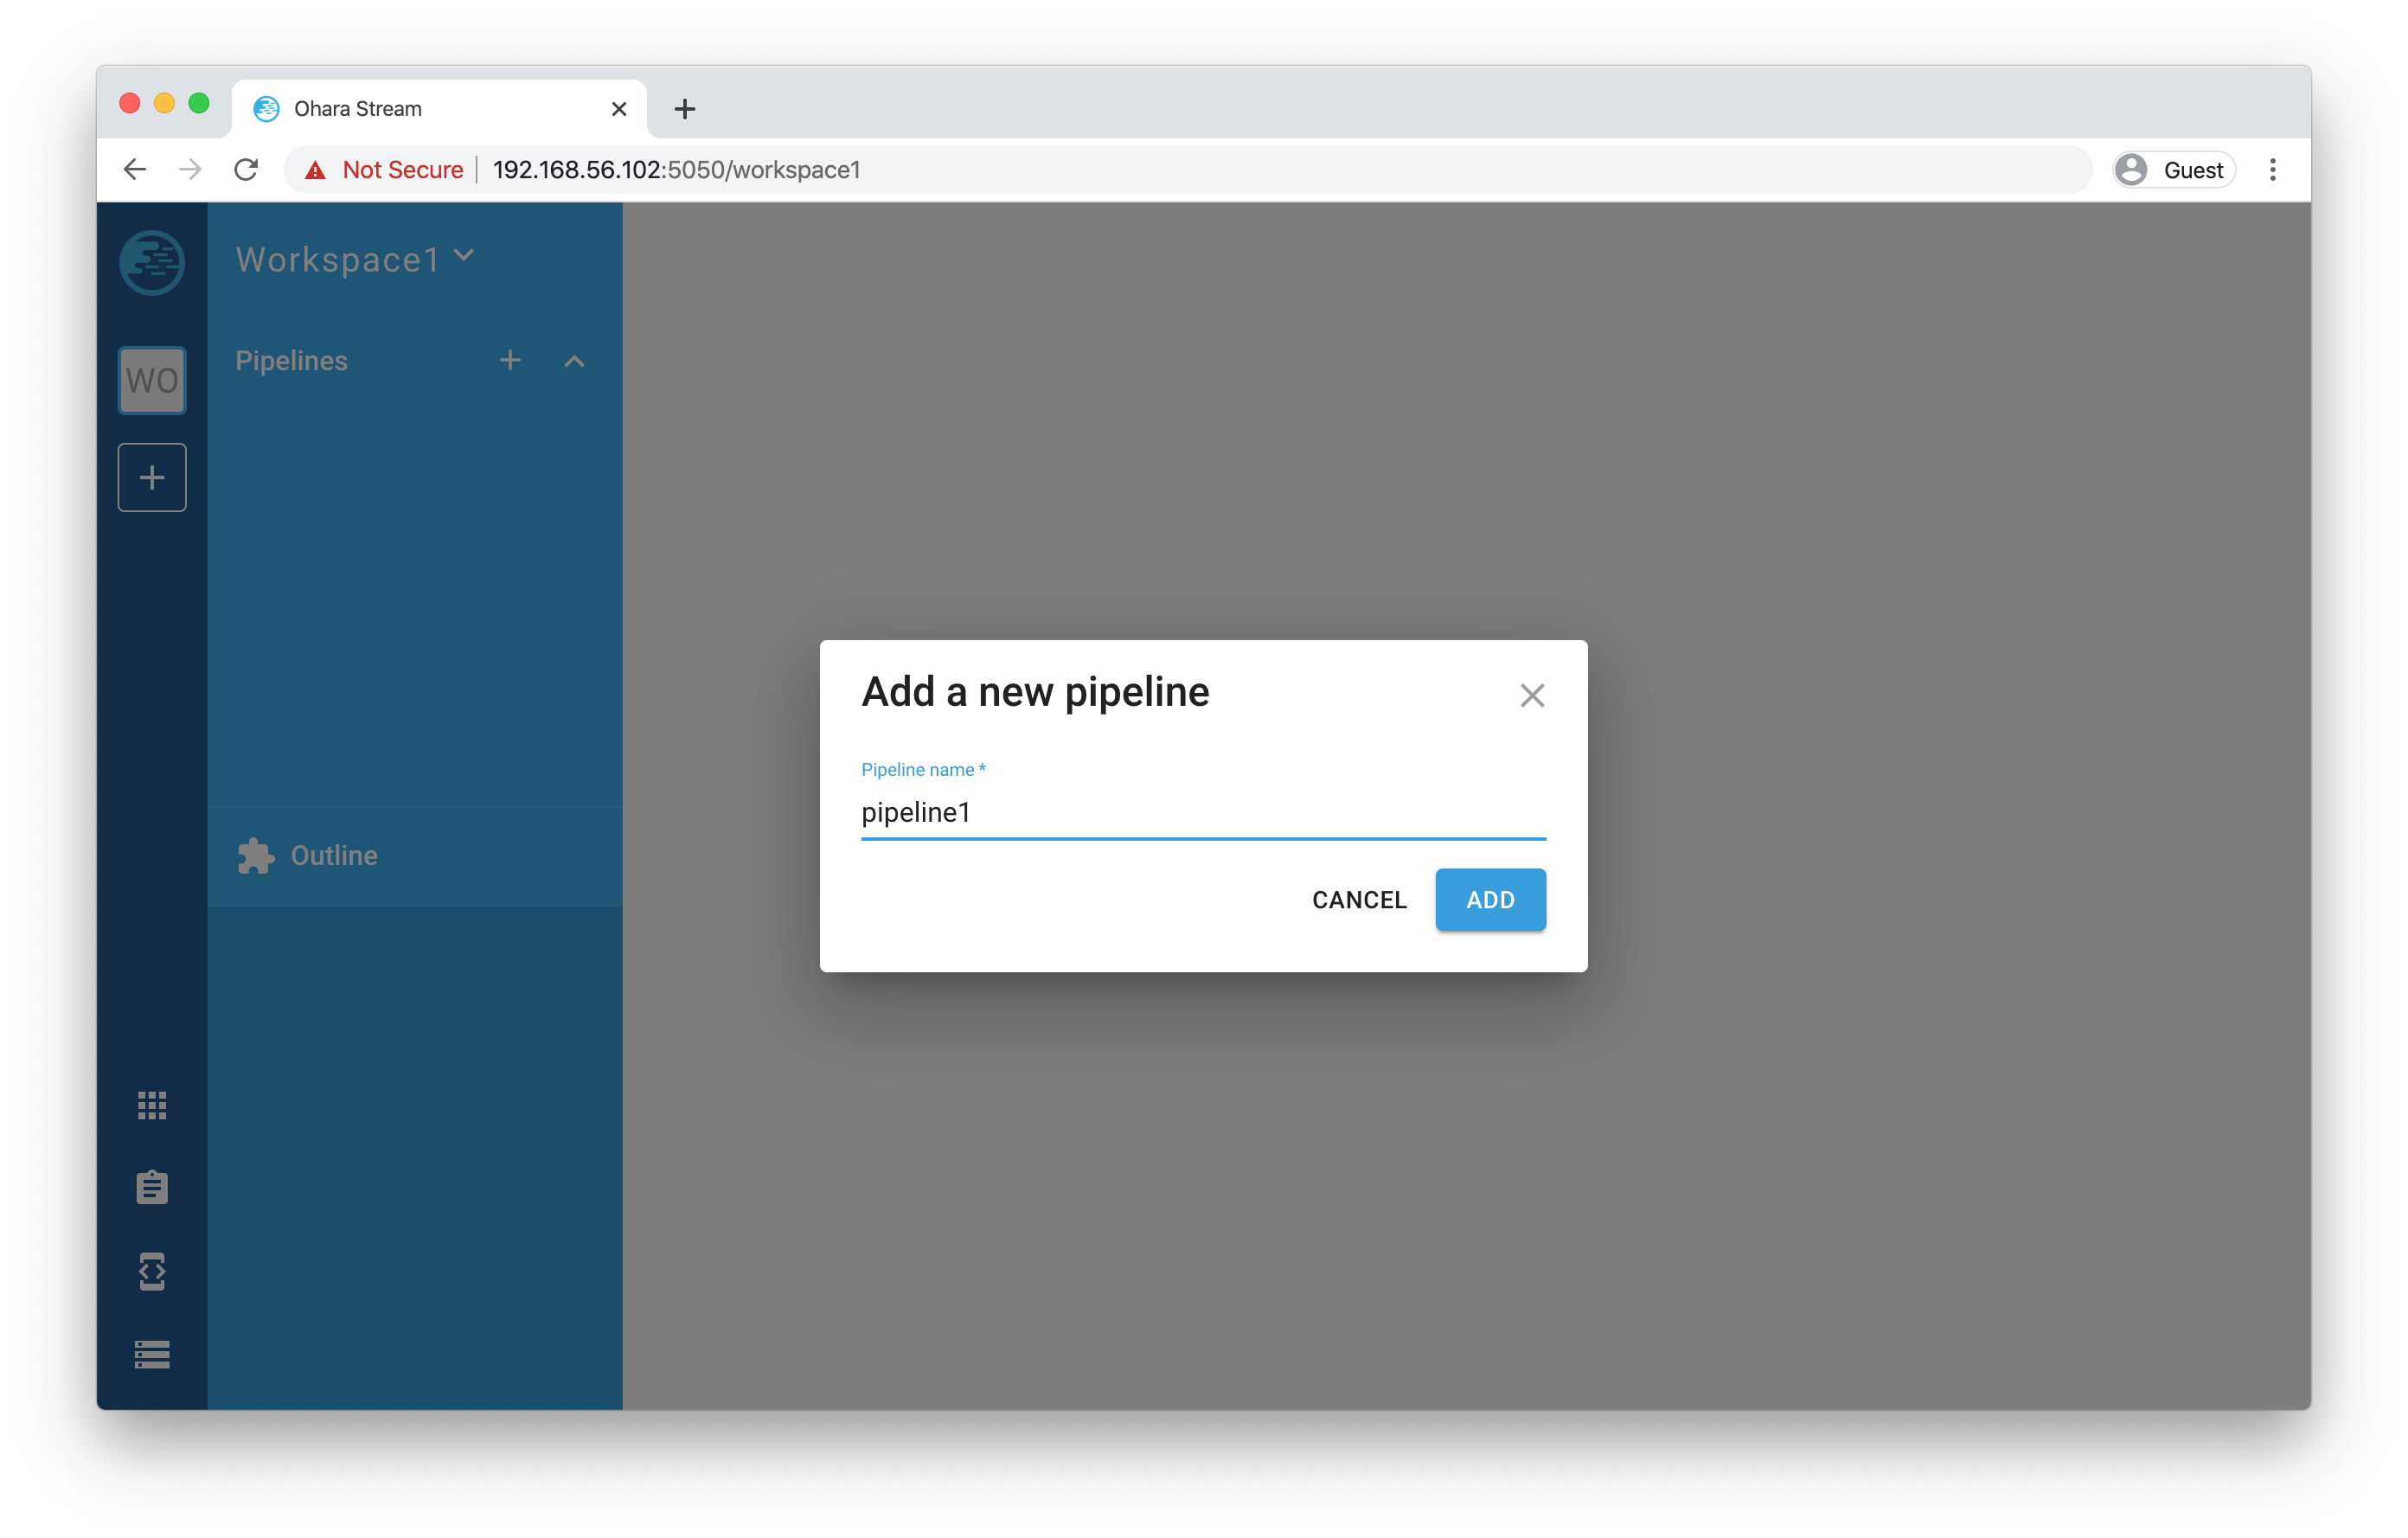 Ohara Stream
Not Secure | 192.168.56.102:5050/workspace1
Guest
Workspace1
WO
Pipelines
Add a new pipeline
Pipeline name *
pipeline1
CANCEL ADD
Outline